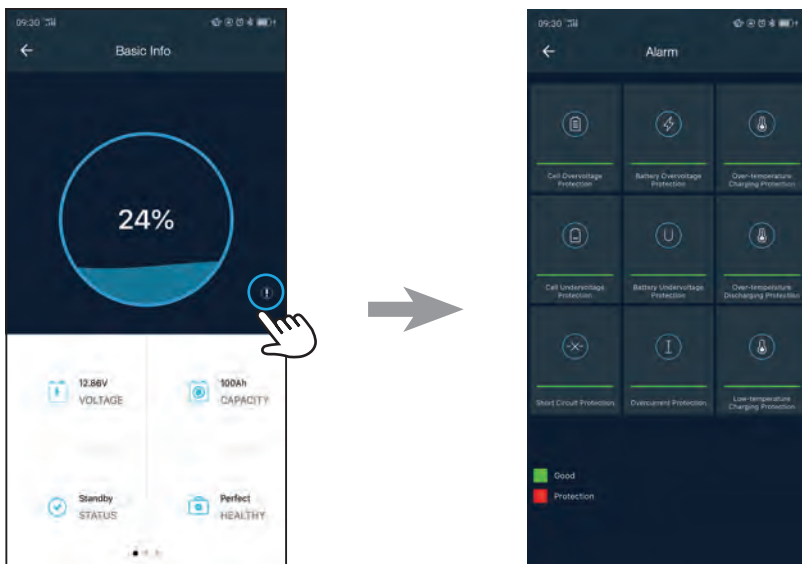 09:30
Basic Info
24%
12.86V
VOLTAGE
100Ah
CAPACITY
Standby
STATUS
Perfect
HEALTHY
09:30
Alarm
Cell Overvoltage
Protection
Battery Overvoltage
Protection
Over-temperature
Charging Protection
Cell Undervoltage
Protection
Battery Undervoltage
Protection
Over-temperature
Discharging Protection
Short Circuit Protection
Overcurrent Protection
Low-temperature
Charging Protection
Good
Protection